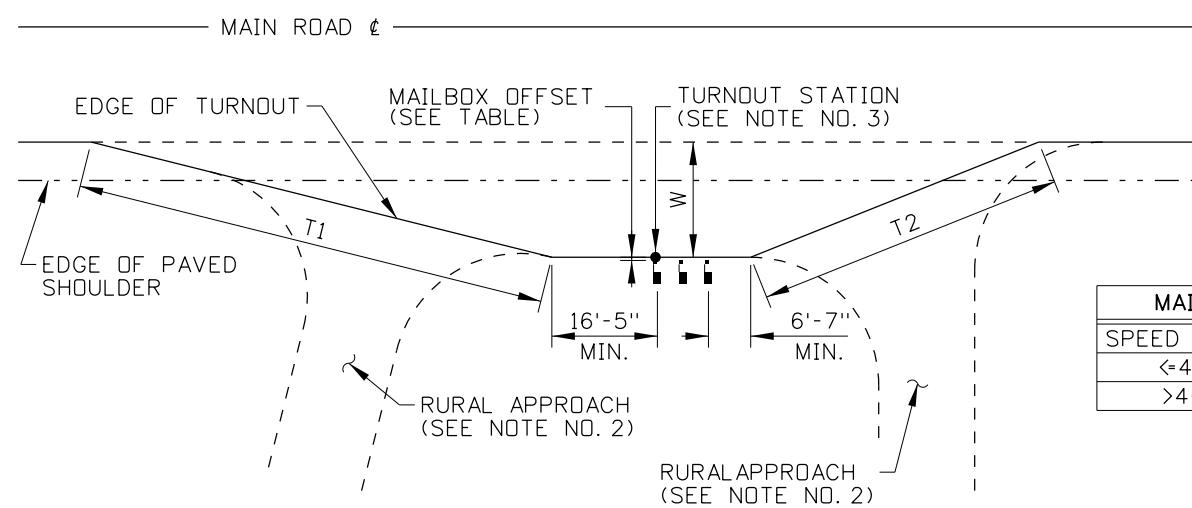 MAIN ROAD ℄
EDGE OF TURNOUT
MAILBOX OFFSET
(SEE TABLE)
TURNOUT STATION
(SEE NOTE NO. 3)
W
T1
T2
EDGE OF PAVED
SHOULDER
16'-5"
MIN.
6'-7"
MIN.
SPEED
<=4
>4
RURAL APPROACH
(SEE NOTE NO. 2)
RURALAPPROACH
(SEE NOTE NO. 2)